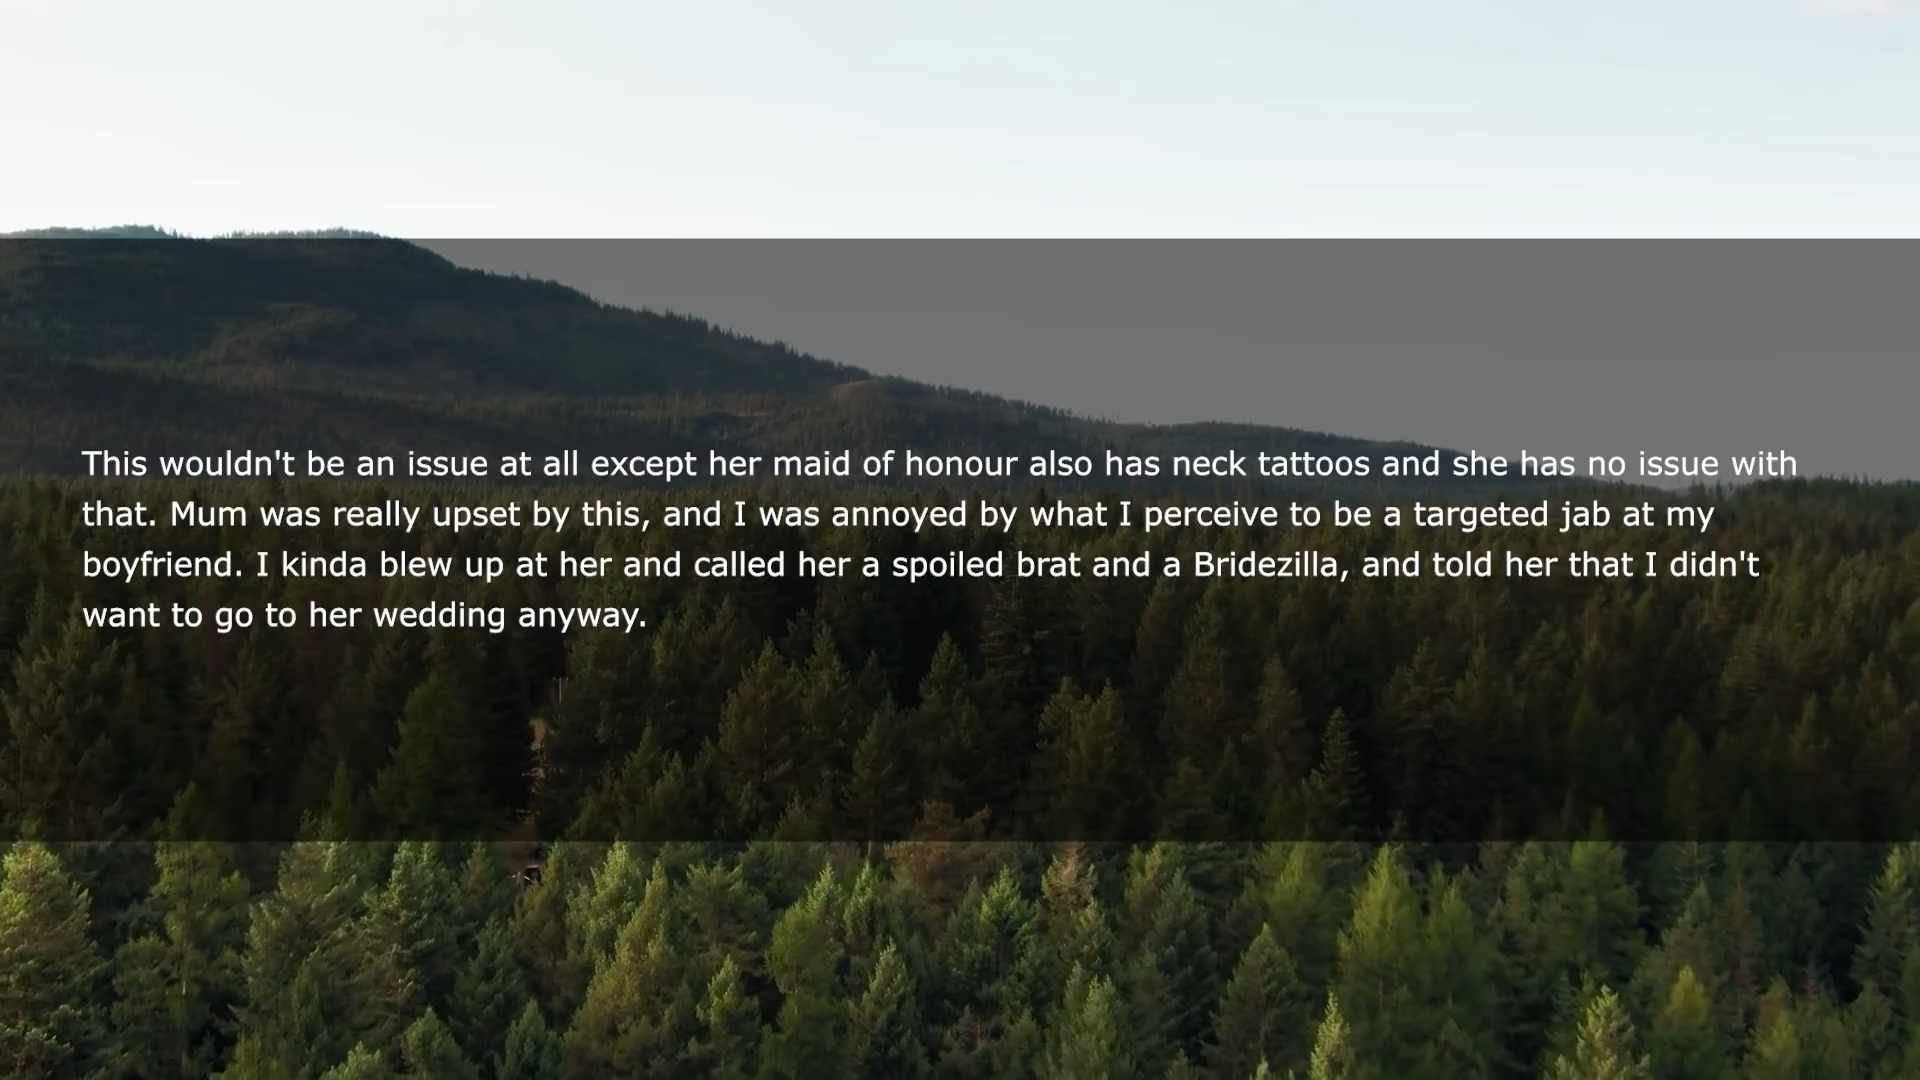 This wouldn't be an issue at all except her maid of honour also has neck tattoos and she has no issue with
that. Mum was really upset by this, and I was annoyed by what I perceive to be a targeted jab at my
boyfriend. I kinda blew up at her and called her a spoiled brat and a Bridezilla, and told her that I didn't
want to go to her wedding anyway.